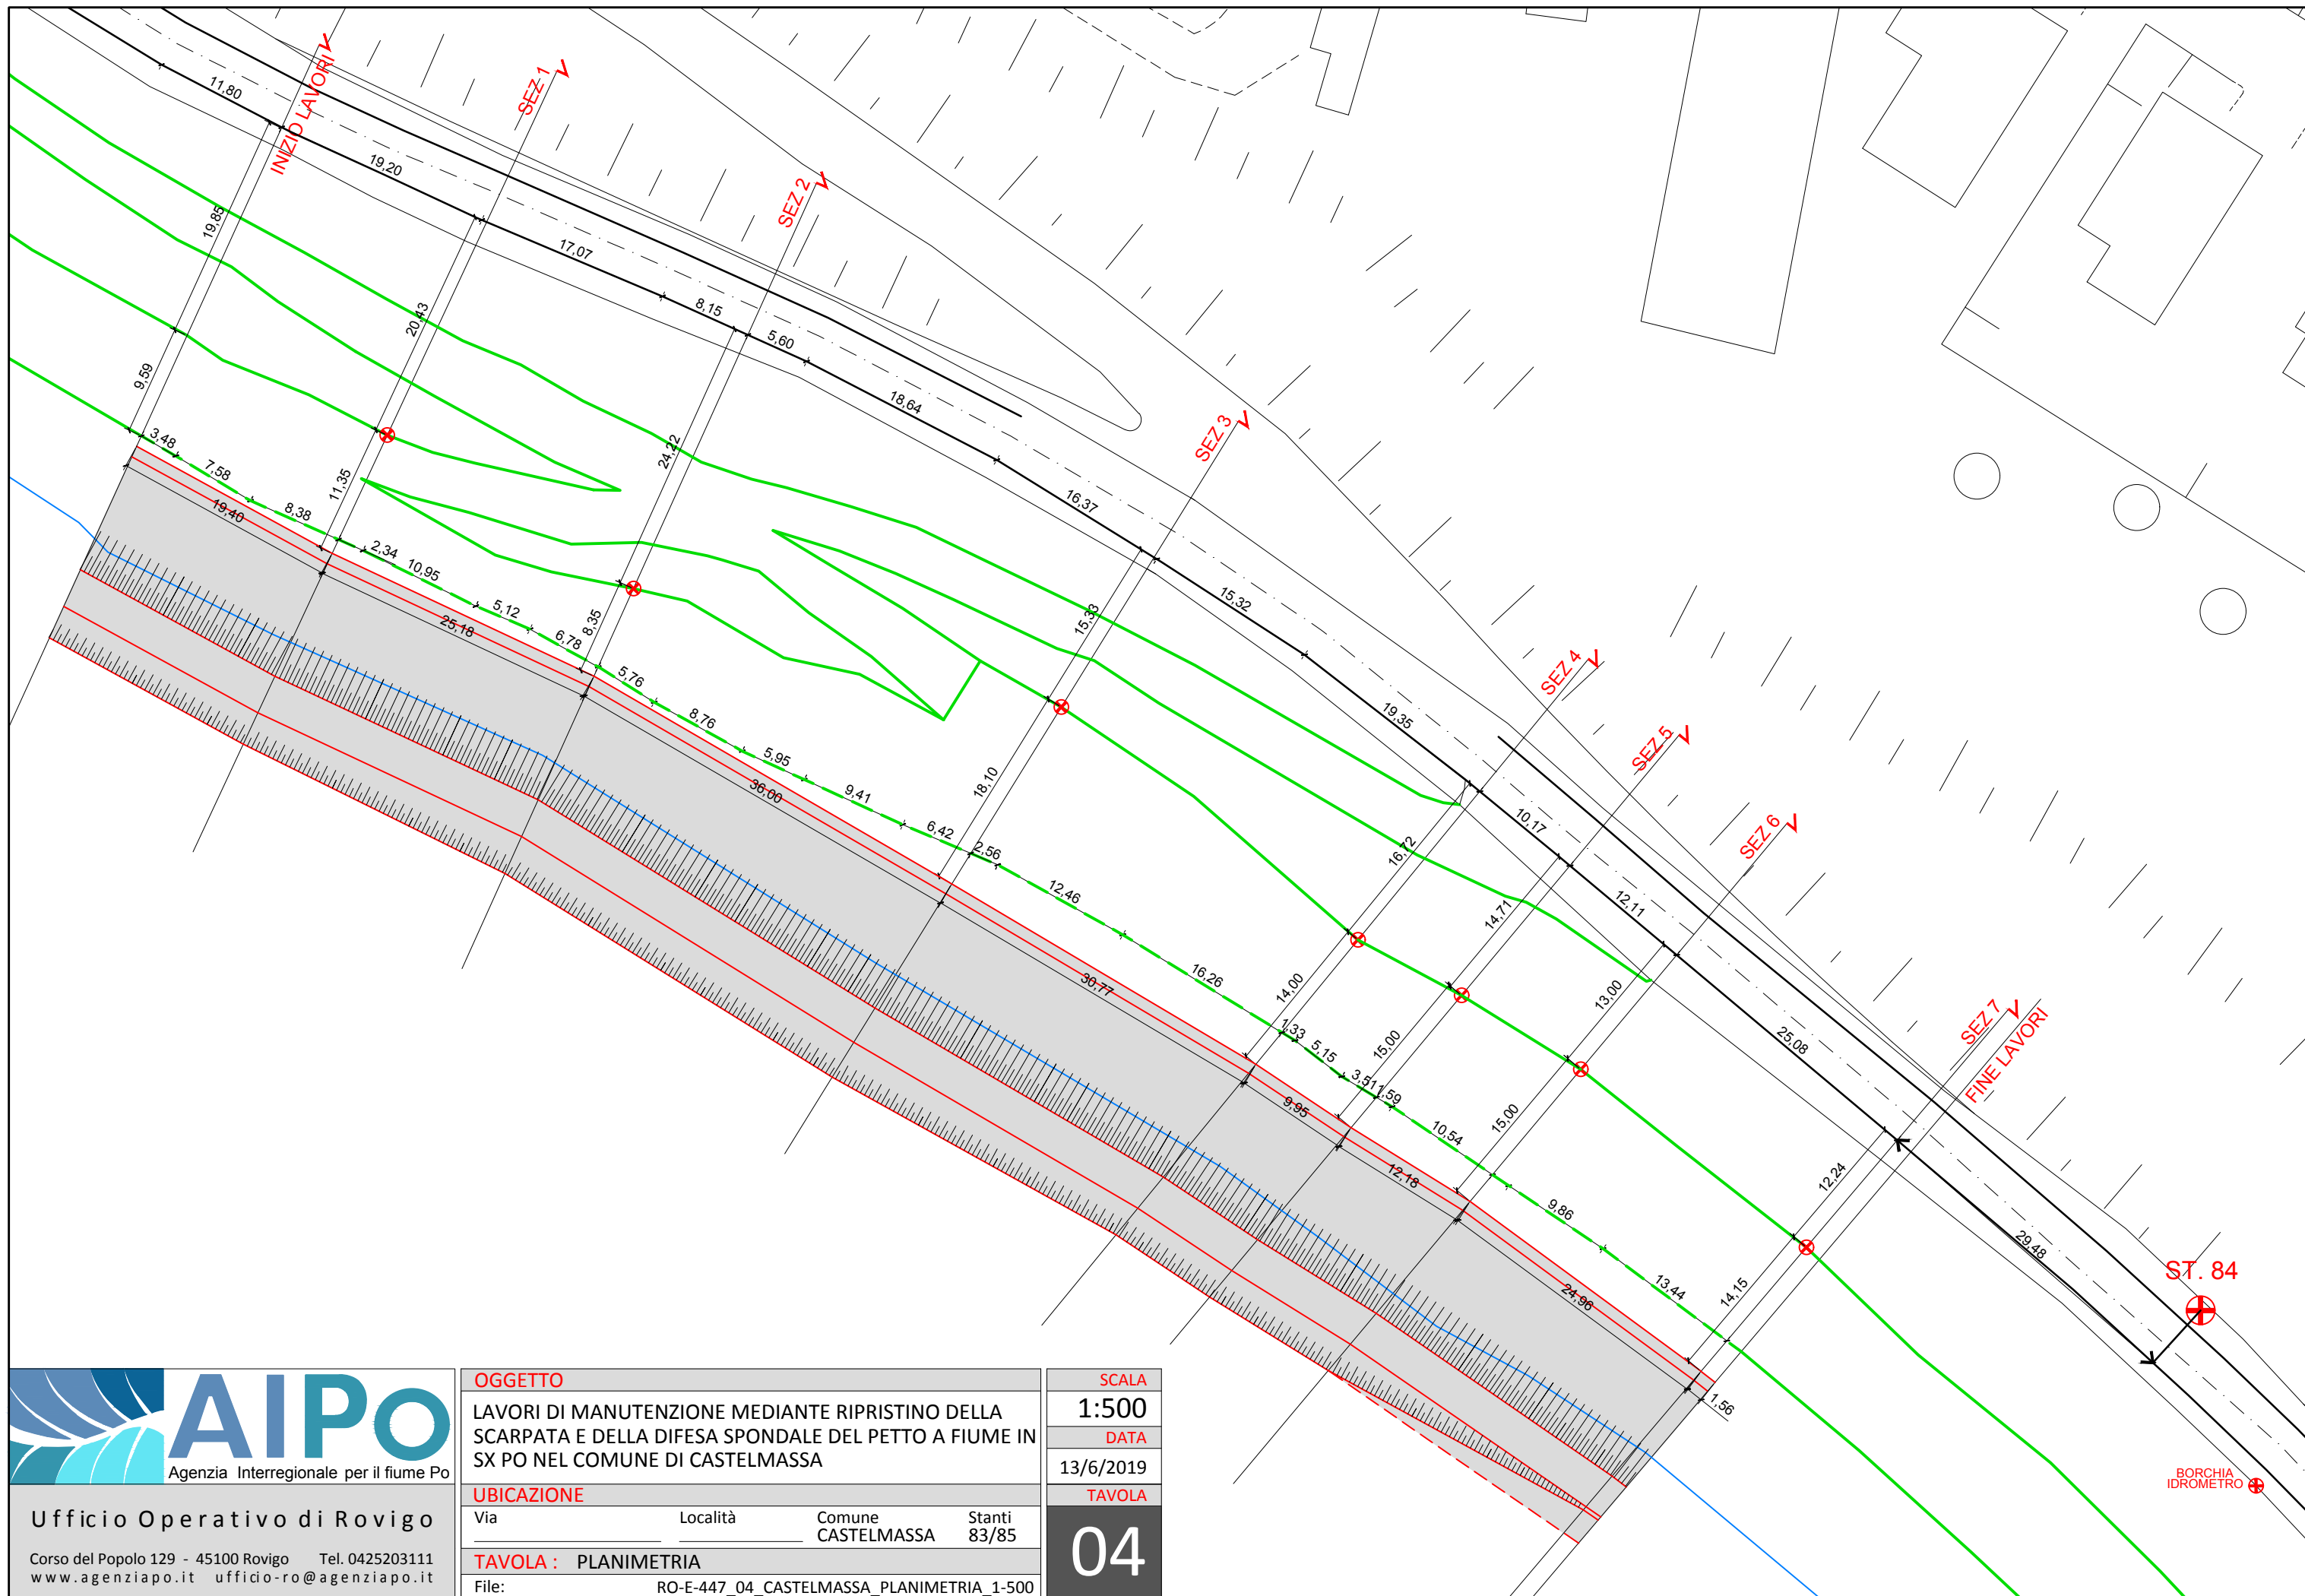 INIZIO LAVORI
SEZ 1
SEZ 2
SEZ 3
SEZ 4
SEZ 5
SEZ 6
SEZ 7
FINE LAVORI
11,80
19,20
17,07
8,15
5,60
18,64
16,37
15,32
19,35
10,17
12,11
25,08
29,48
19,85
9,59
20,43
11,35
24,22
8,35
15,33
18,10
16,72
14,00
14,71
15,00
13,00
15,00
12,24
14,15
3,48
7,58
8,38
2,34
10,95
5,12
6,78
5,76
8,76
5,95
9,41
6,42
2,56
12,46
16,26
1,33
5,15
3,51
1,59
10,54
9,86
13,44
19,40
25,18
36,00
30,77
9,95
12,18
24,96
1,56
ST. 84
BORCHIA
IDROMETRO
AIPo
Agenzia Interregionale per il fiume Po
Ufficio Operativo di Rovigo
Corso del Popolo 129 - 45100 Rovigo Tel. 0425203111
www.agenziapo.it ufficio-ro@agenziapo.it
OGGETTO
LAVORI DI MANUTENZIONE MEDIANTE RIPRISTINO DELLA
SCARPATA E DELLA DIFESA SPONDALE DEL PETTO A FIUME IN
SX PO NEL COMUNE DI CASTELMASSA
UBICAZIONE
Via Località Comune Stanti
CASTELMASSA 83/85
TAVOLA : PLANIMETRIA
File: RO-E-447_04_CASTELMASSA_PLANIMETRIA_1-500
SCALA
1:500
DATA
13/6/2019
TAVOLA
04